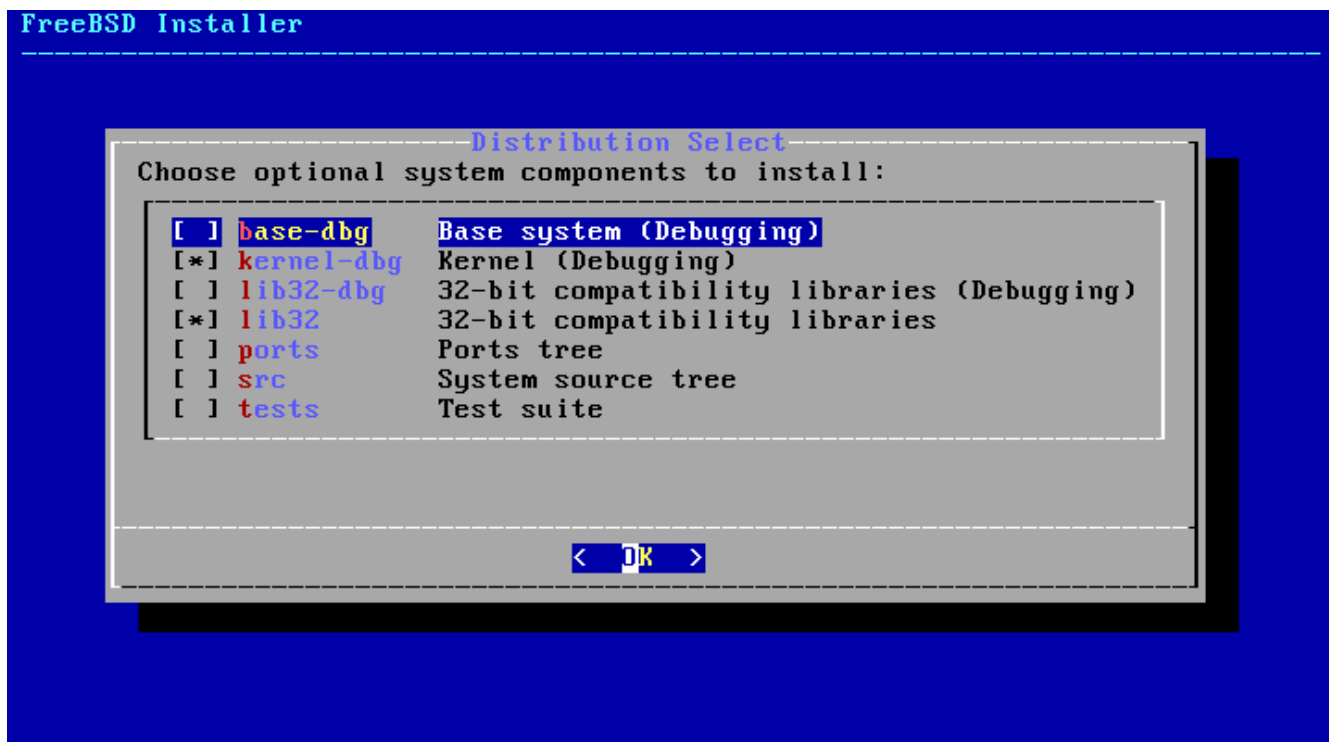 FreeBSD Installer
Distribution Select
Choose optional system components to install:
[ ] base-dbg Base system (Debugging)
[*] kernel-dbg Kernel (Debugging)
[ ] lib32-dbg 32-bit compatibility libraries (Debugging)
[*] lib32 32-bit compatibility libraries
[ ] ports Ports tree
[ ] src System source tree
[ ] tests Test suite
< OK >